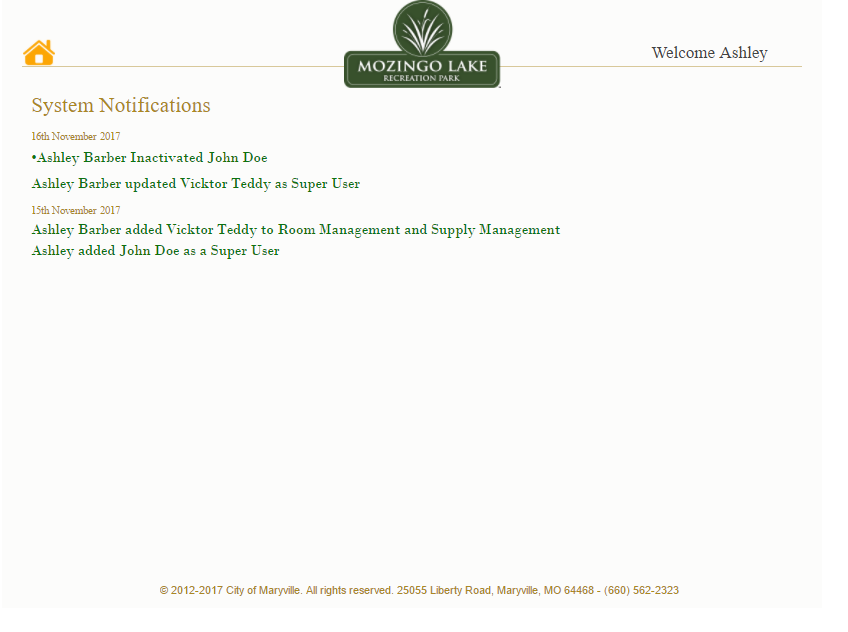 MOZINGO LAKE
RECREATION PARK
Welcome Ashley
System Notifications
16th November 2017
•Ashley Barber Inactivated John Doe
Ashley Barber updated Vicktor Teddy as Super User
15th November 2017
Ashley Barber added Vicktor Teddy to Room Management and Supply Management
Ashley added John Doe as a Super User
© 2012-2017 City of Maryville. All rights reserved. 25055 Liberty Road, Maryville, MO 64468 - (660) 562-2323